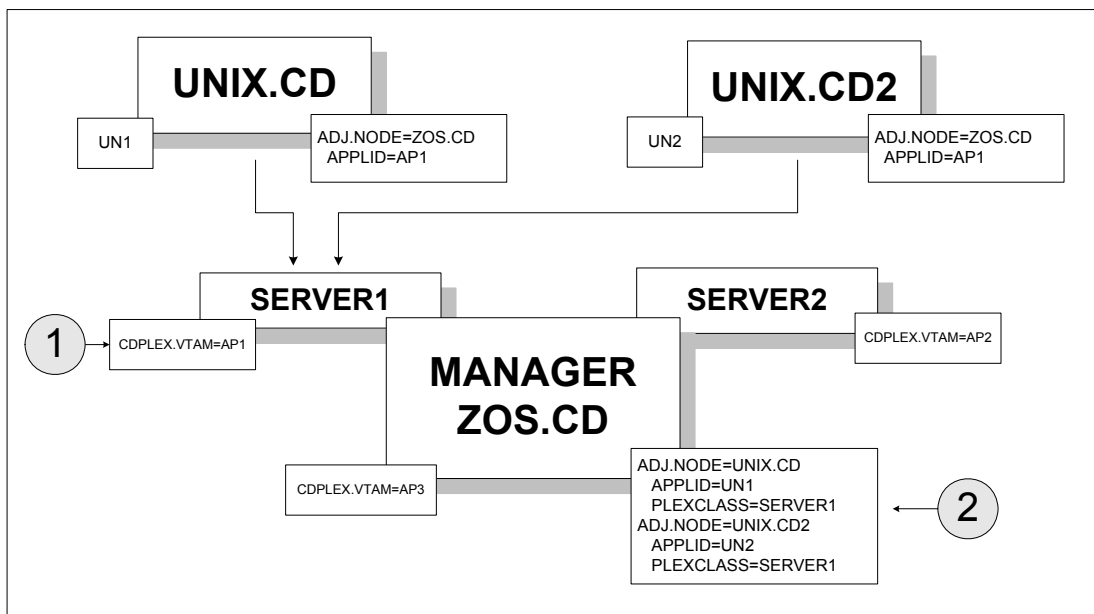 UNIX.CD
UN1
ADJ.NODE=ZOS.CD
APPLID=AP1
UNIX.CD2
UN2
ADJ.NODE=ZOS.CD
APPLID=AP1
SERVER1
SERVER2
1
CDPLEX.VTAM=AP1
CDPLEX.VTAM=AP2
MANAGER
ZOS.CD
CDPLEX.VTAM=AP3
ADJ.NODE=UNIX.CD
APPLID=UN1
PLEXCLASS=SERVER1
ADJ.NODE=UNIX.CD2
APPLID=UN2
PLEXCLASS=SERVER1
2